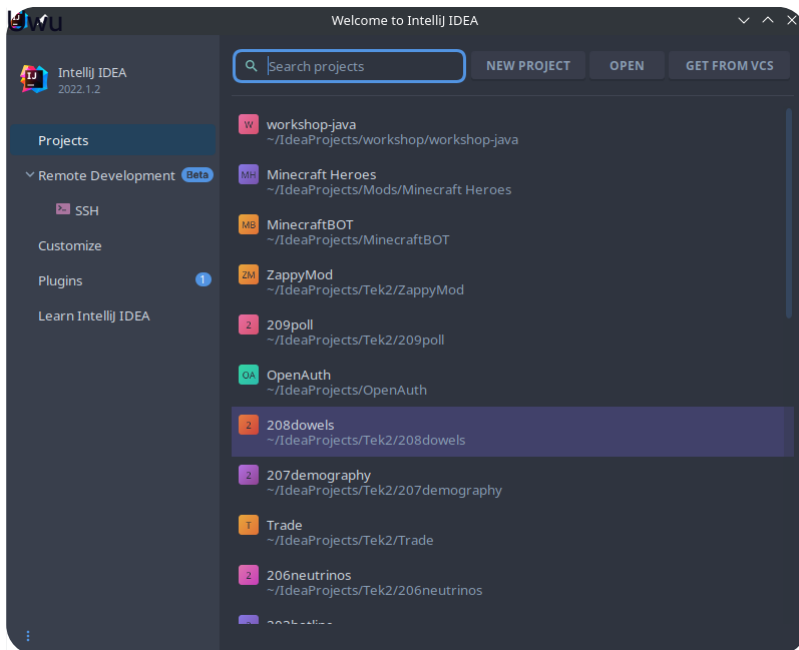 Uwu
Welcome to IntelliJ IDEA
IJ
IntelliJ IDEA
2022.1.2
Search projects
NEW PROJECT
OPEN
GET FROM VCS
Projects
Remote Development Beta
SSH
Customize
Plugins 1
Learn IntelliJ IDEA
W workshop-java
~/IdeaProjects/workshop/workshop-java
MH Minecraft Heroes
~/IdeaProjects/Mods/Minecraft Heroes
MB MinecraftBOT
~/IdeaProjects/MinecraftBOT
ZM ZappyMod
~/IdeaProjects/Tek2/ZappyMod
2 209poll
~/IdeaProjects/Tek2/209poll
OA OpenAuth
~/IdeaProjects/OpenAuth
2 208dowels
~/IdeaProjects/Tek2/208dowels
2 207demography
~/IdeaProjects/Tek2/207demography
T Trade
~/IdeaProjects/Tek2/Trade
2 206neutrinos
~/IdeaProjects/Tek2/206neutrinos